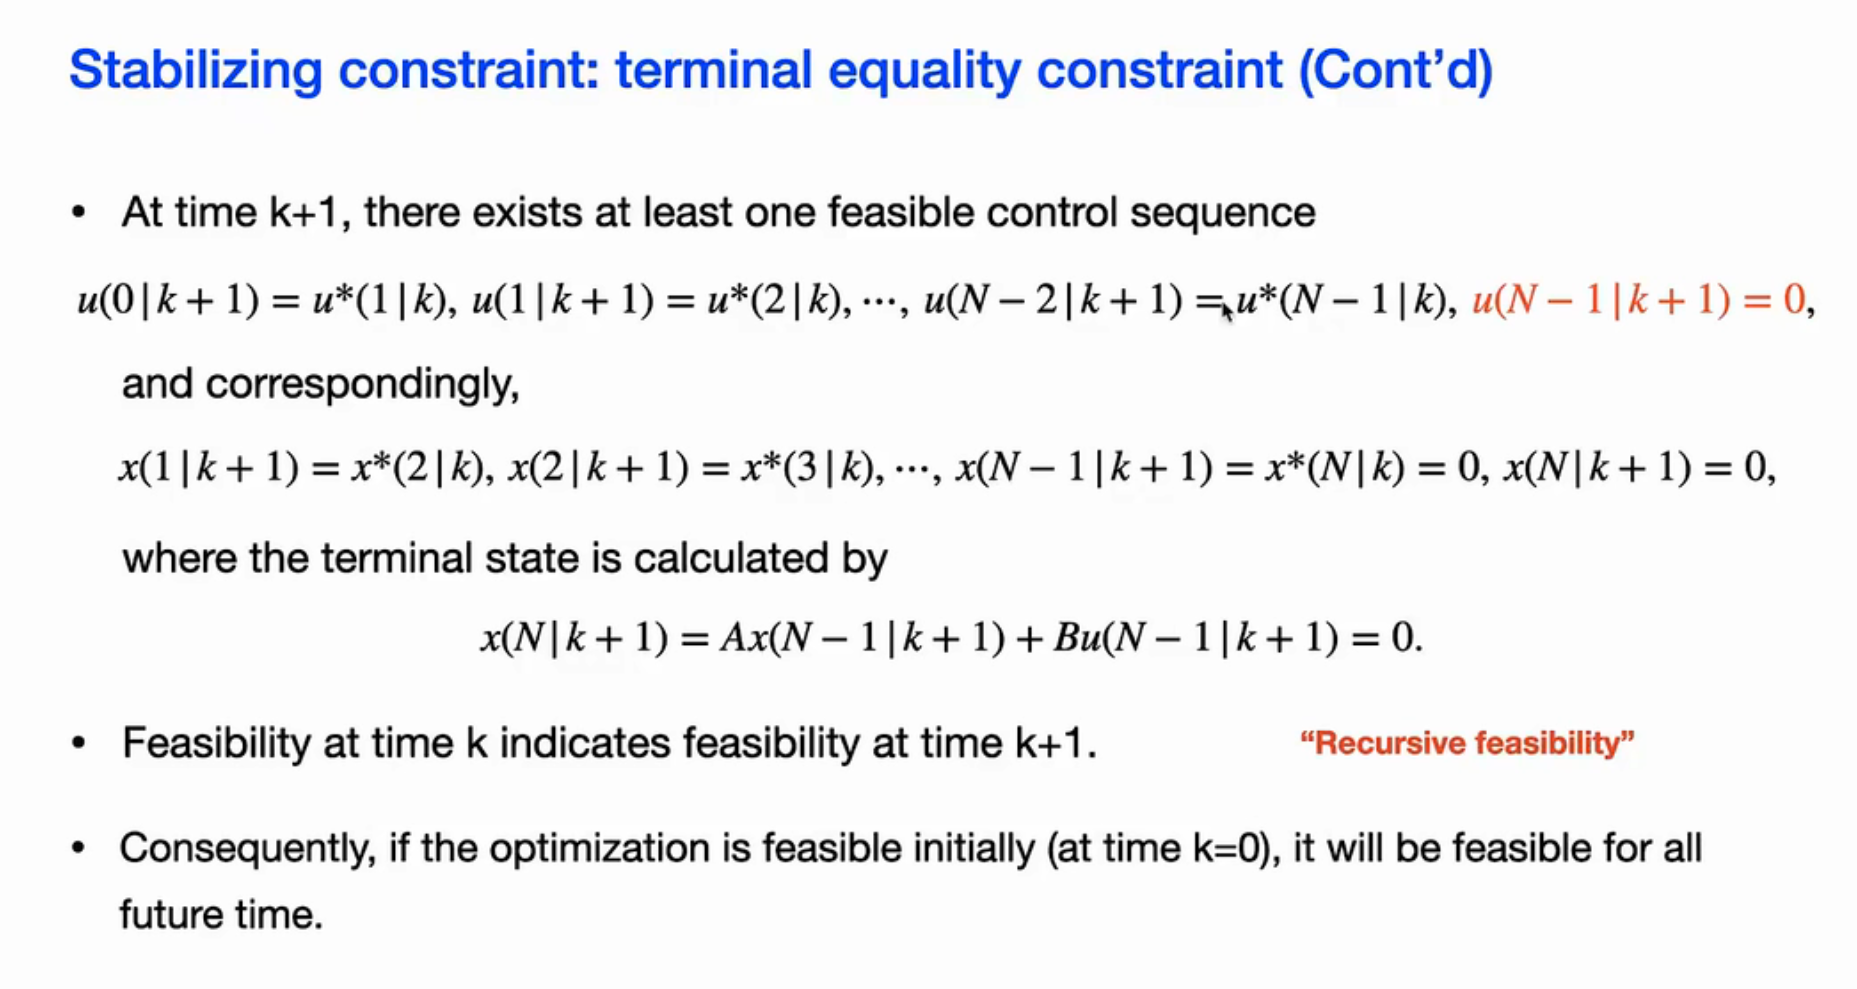 Stabilizing constraint: terminal equality constraint (Cont’d)
• At time k+1, there exists at least one feasible control sequence
u(0|k + 1) = u*(1|k), u(1|k + 1) = u*(2|k), ⋯, u(N − 2|k + 1) = u*(N − 1|k), u(N − 1|k + 1) = 0,
and correspondingly,
x(1|k + 1) = x*(2|k), x(2|k + 1) = x*(3|k), ⋯, x(N − 1|k + 1) = x*(N|k) = 0, x(N|k + 1) = 0,
where the terminal state is calculated by
x(N|k + 1) = Ax(N − 1|k + 1) + Bu(N − 1|k + 1) = 0.
• Feasibility at time k indicates feasibility at time k+1. “Recursive feasibility”
• Consequently, if the optimization is feasible initially (at time k=0), it will be feasible for all
future time.